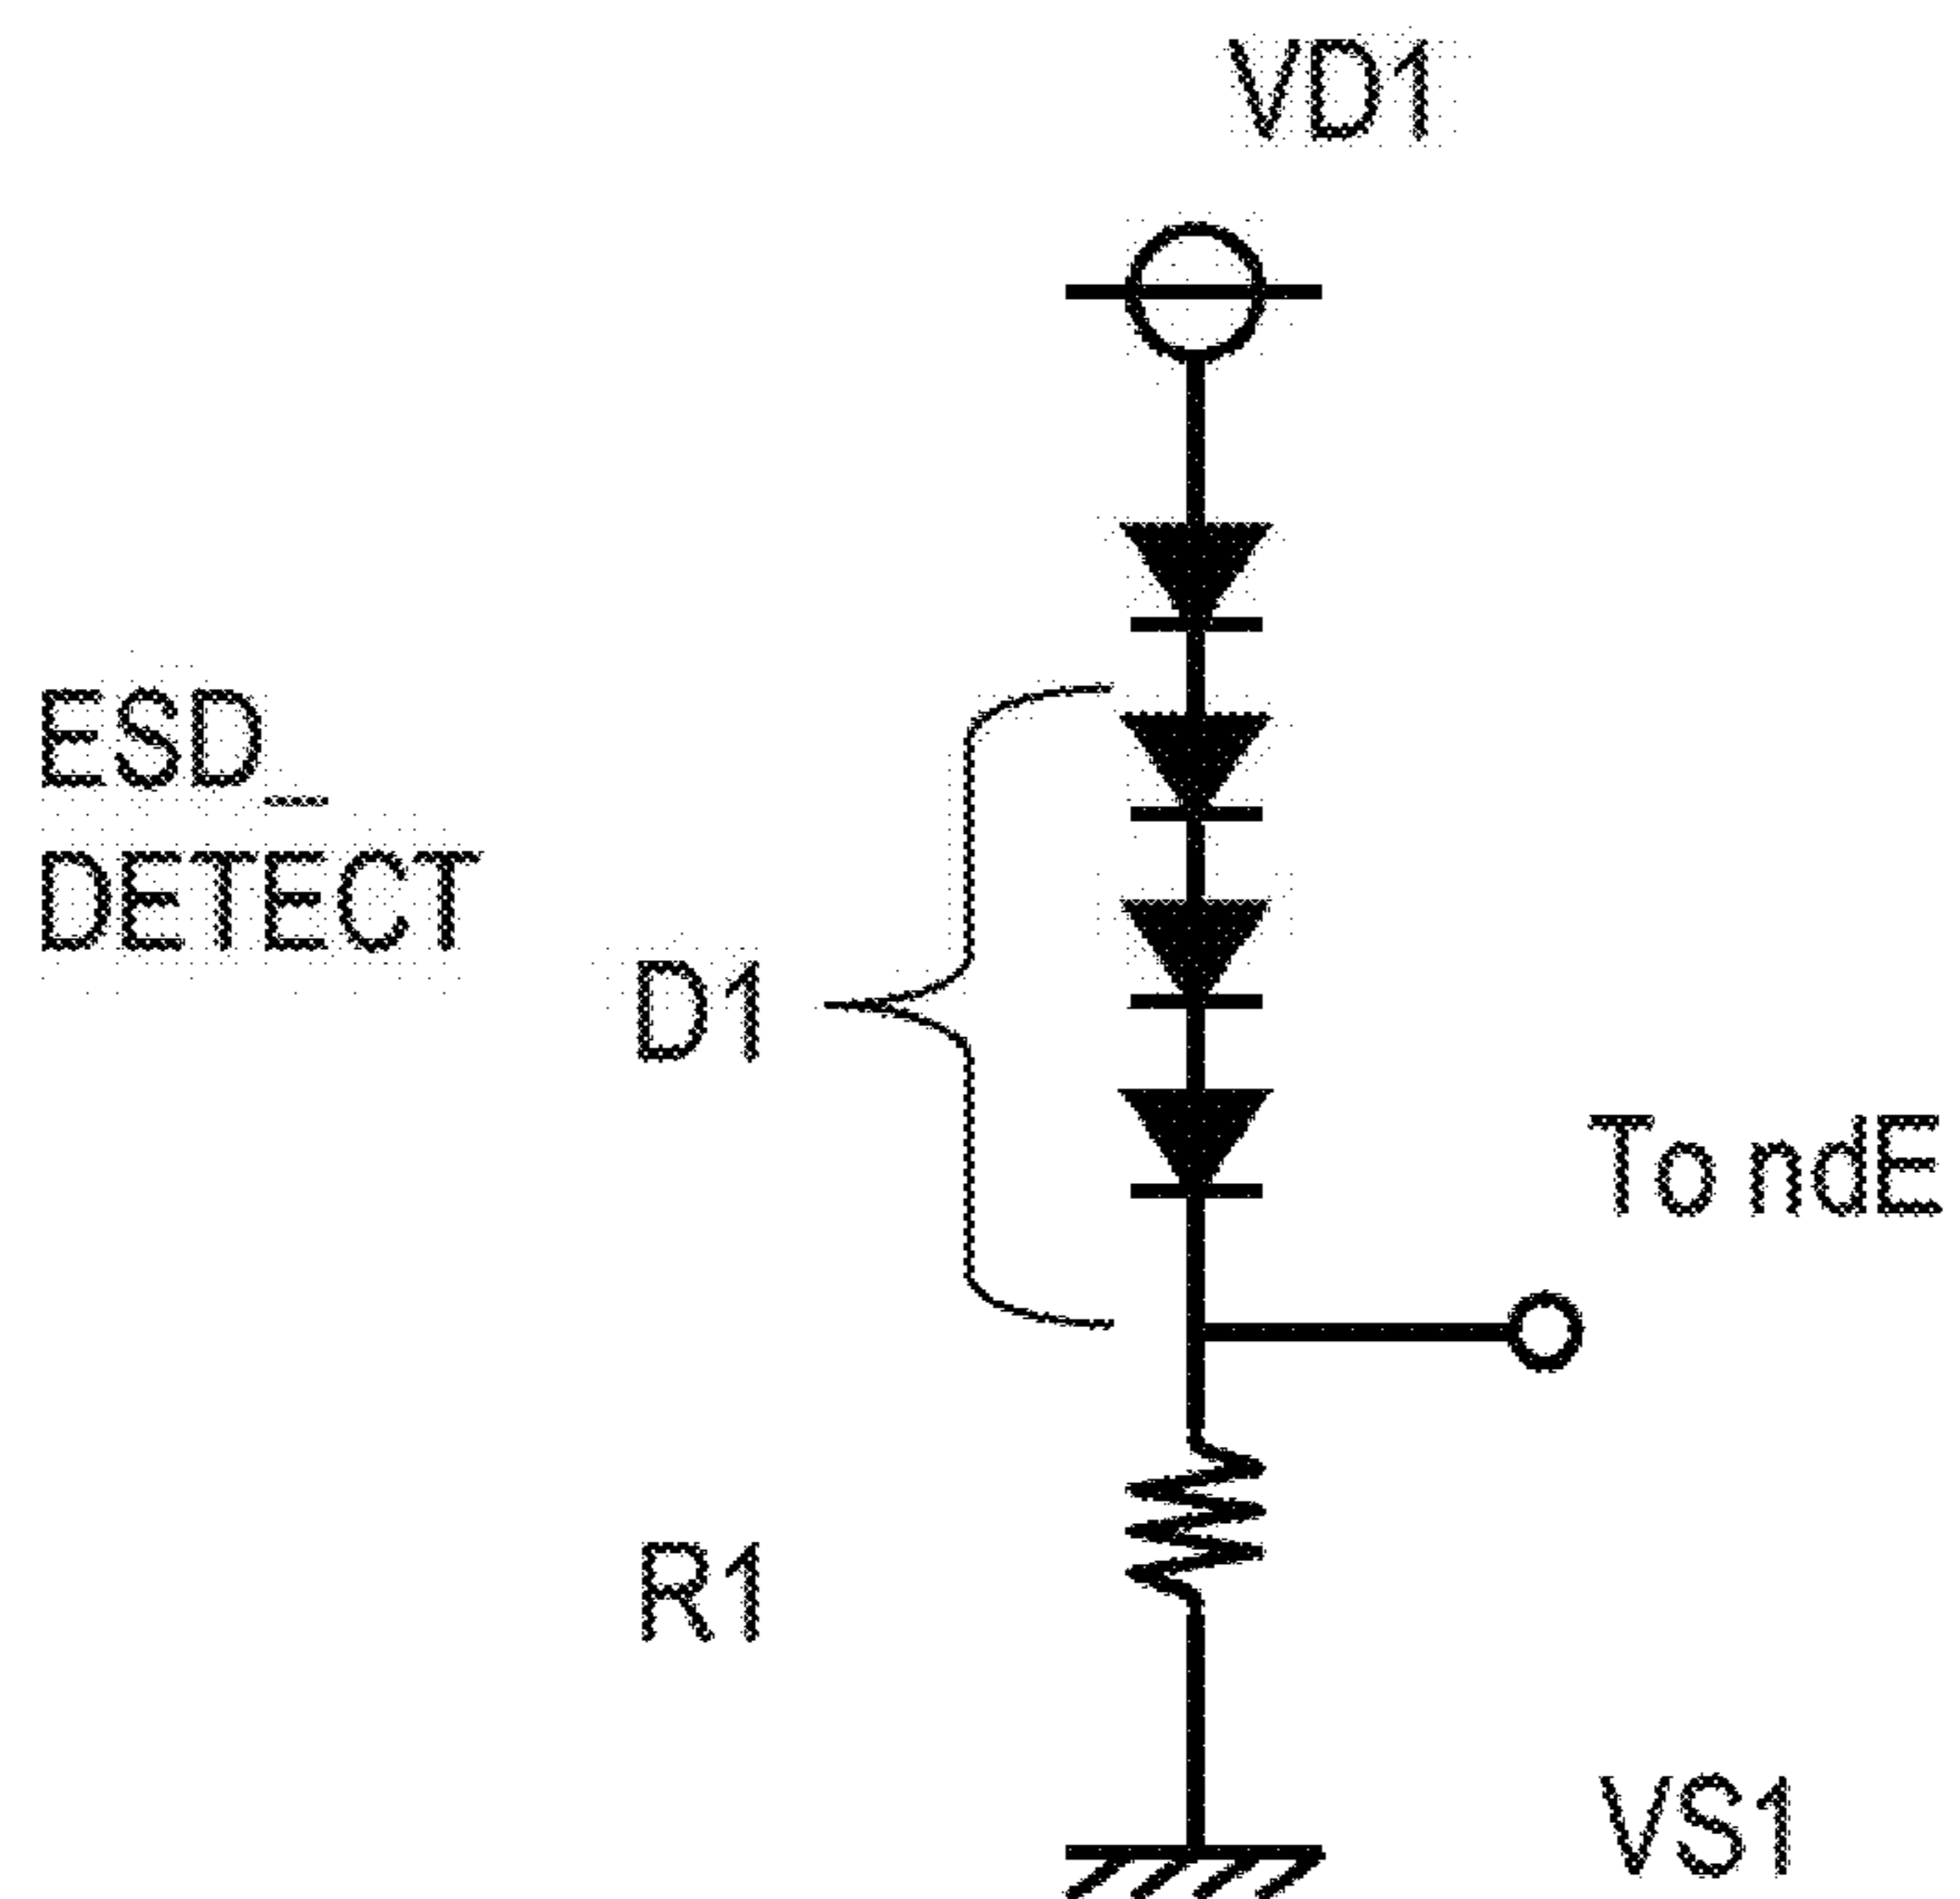 VD1
ESD_
DETECT
D1
To ndE
R1
VS1